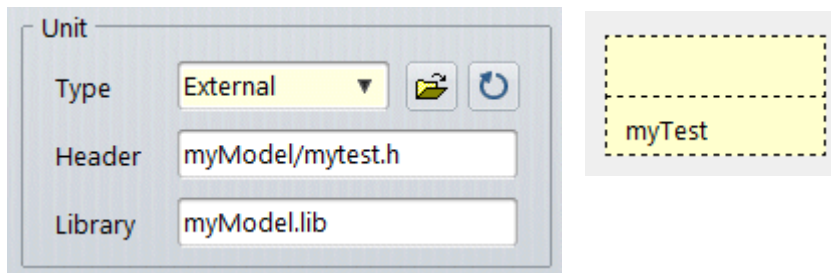 Unit
Type External
Header myModel/mytest.h
Library myModel.lib
myTest